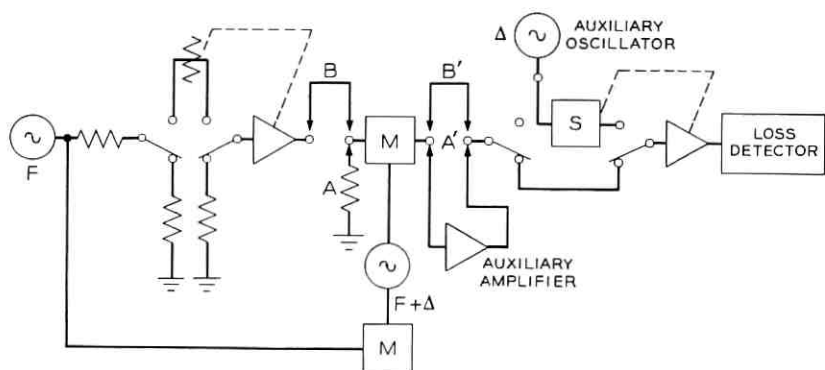 Δ
AUXILIARY
OSCILLATOR
B
B′
F
M
A′
S
LOSS
DETECTOR
A
AUXILIARY
AMPLIFIER
F + Δ
M